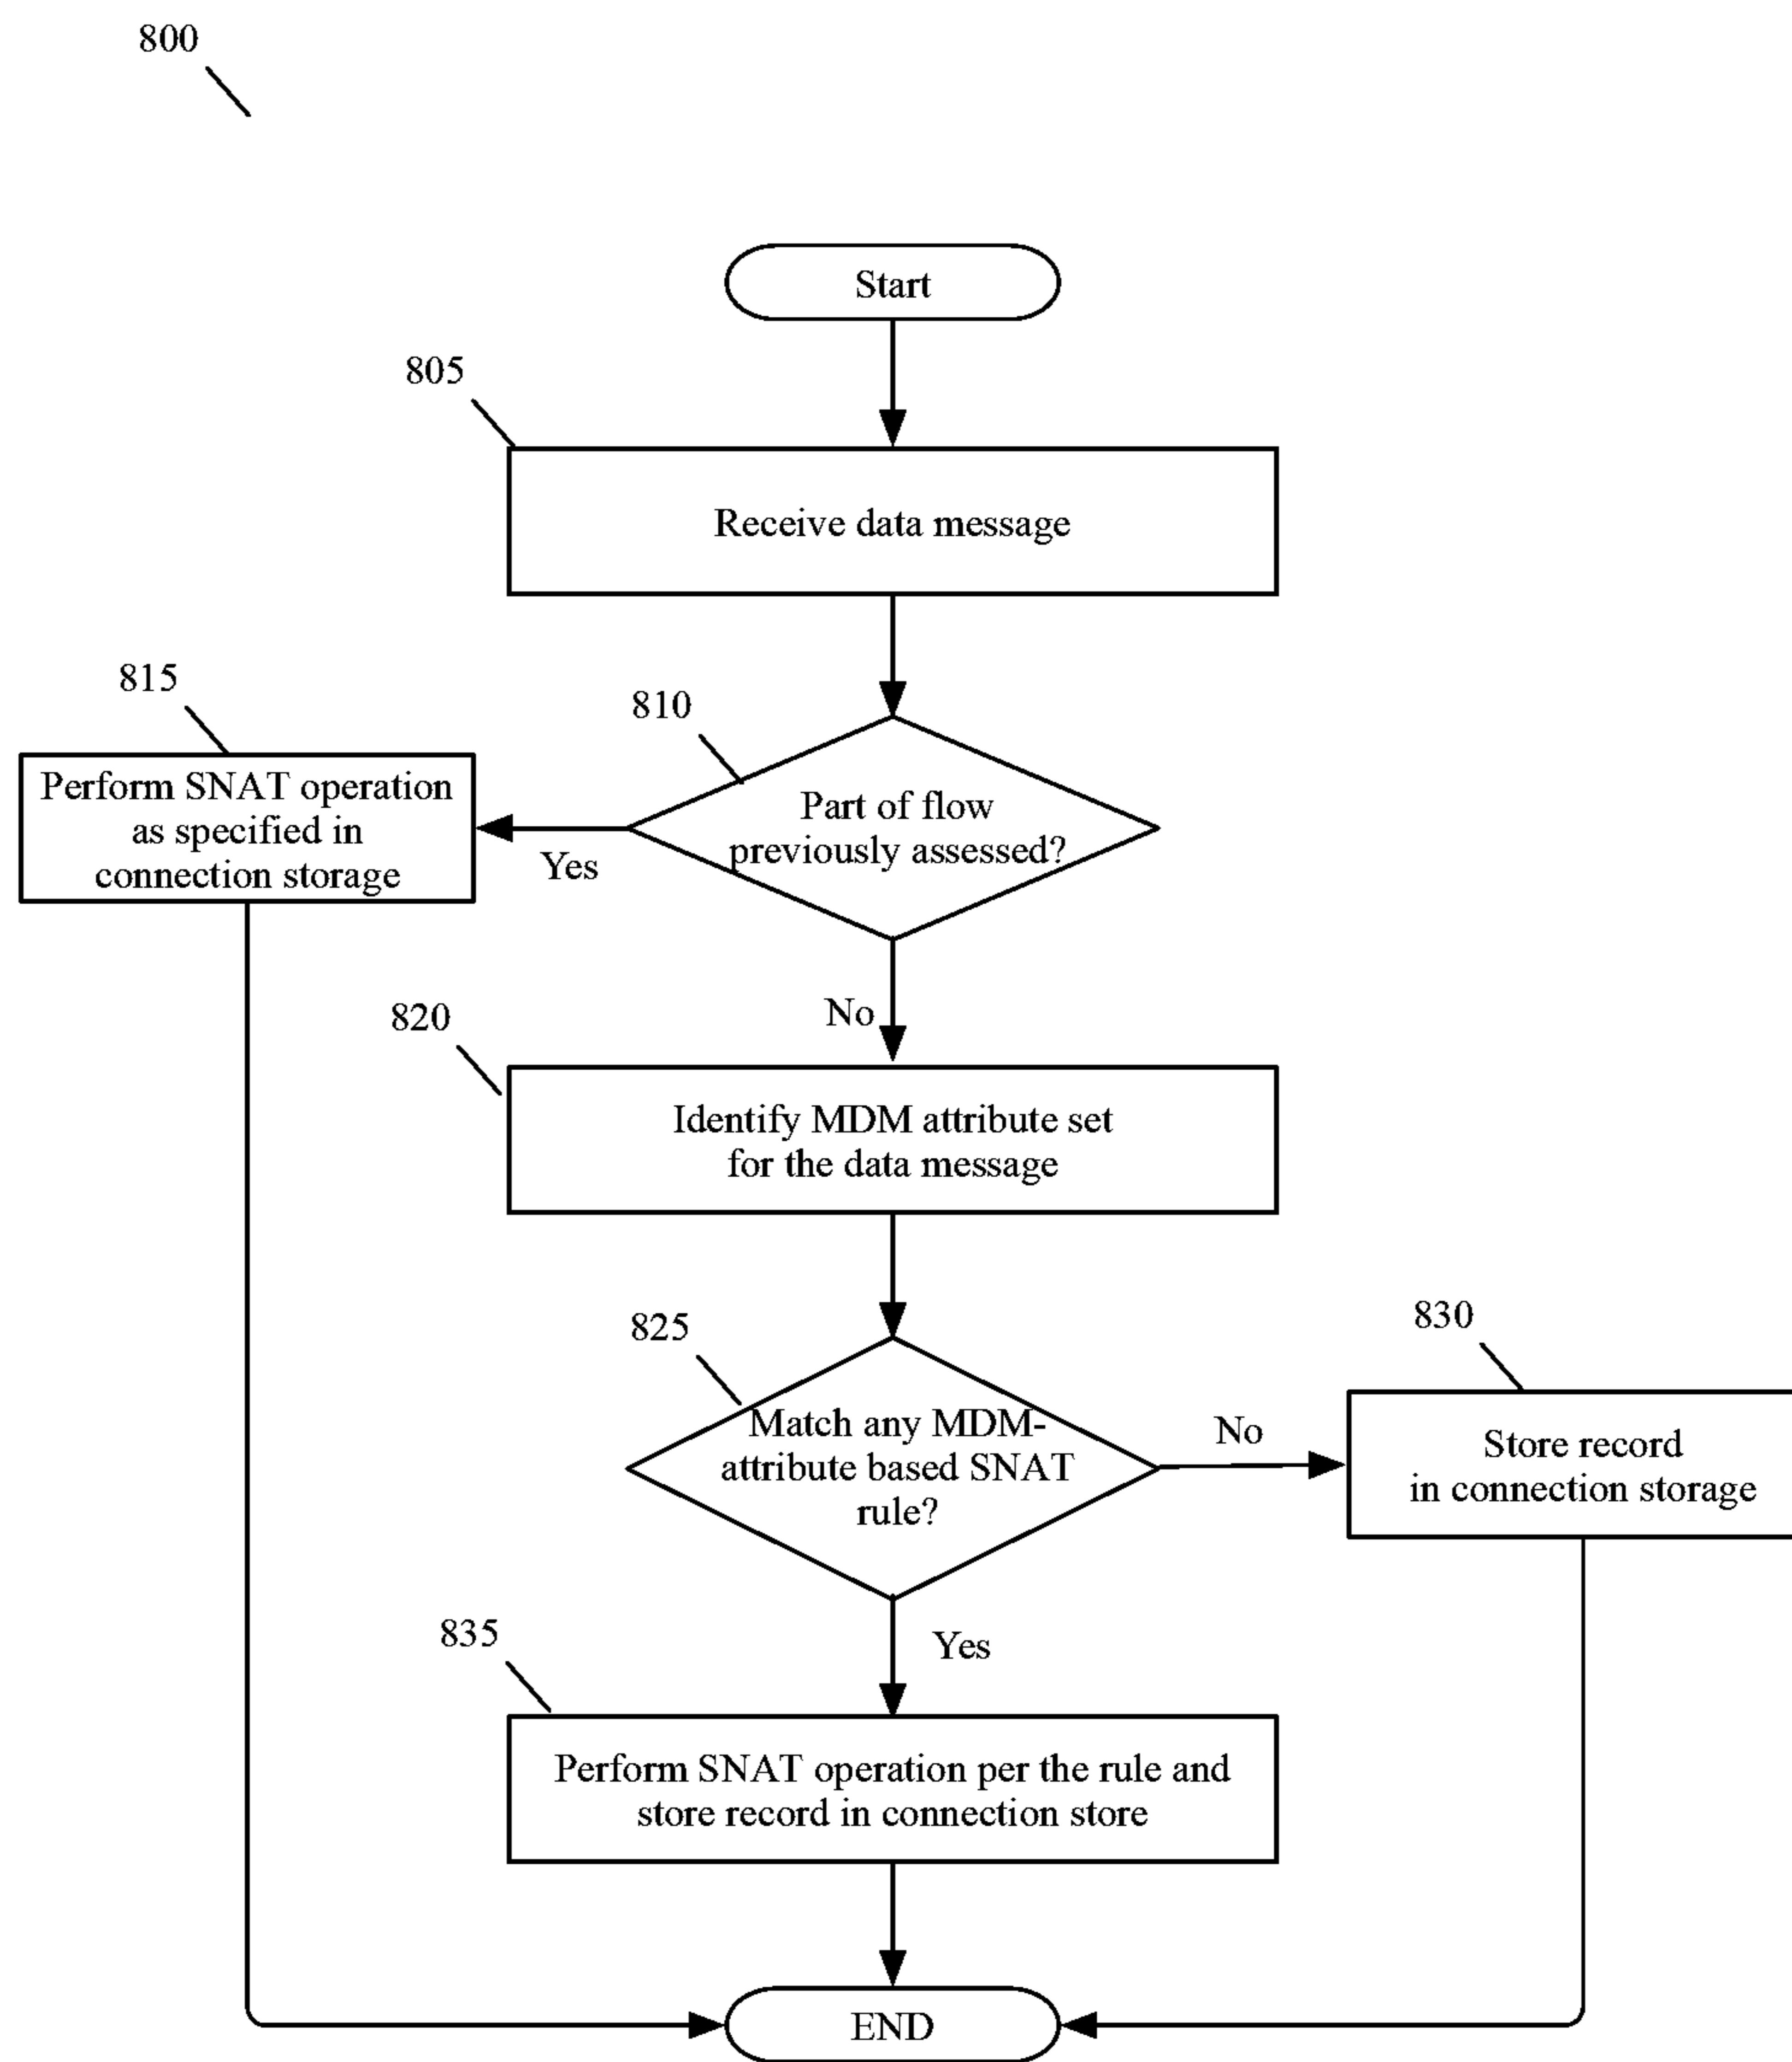 800
Start
805
Receive data message
815
810
Perform SNAT operation
as specified in
connection storage
Part of flow
previously assessed?
Yes
No
820
Identify MDM attribute set
for the data message
825
830
Match any MDM-
attribute based SNAT
rule?
No
Store record
in connection storage
835
Yes
Perform SNAT operation per the rule and
store record in connection store
END